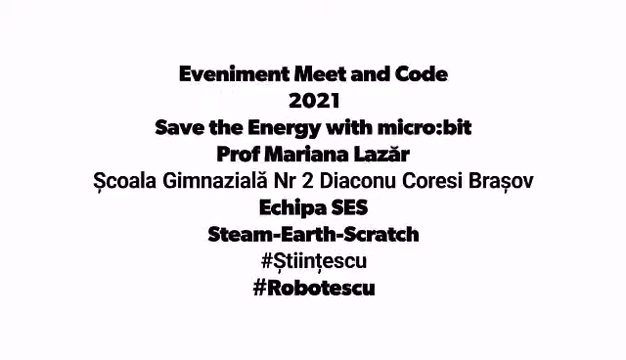 Eveniment Meet and Code
2021
Save the Energy with micro:bit
Prof Mariana Lazăr
Școala Gimnazială Nr 2 Diaconu Coresi Brașov
Echipa SES
Steam-Earth-Scratch
#Științescu
#Robotescu